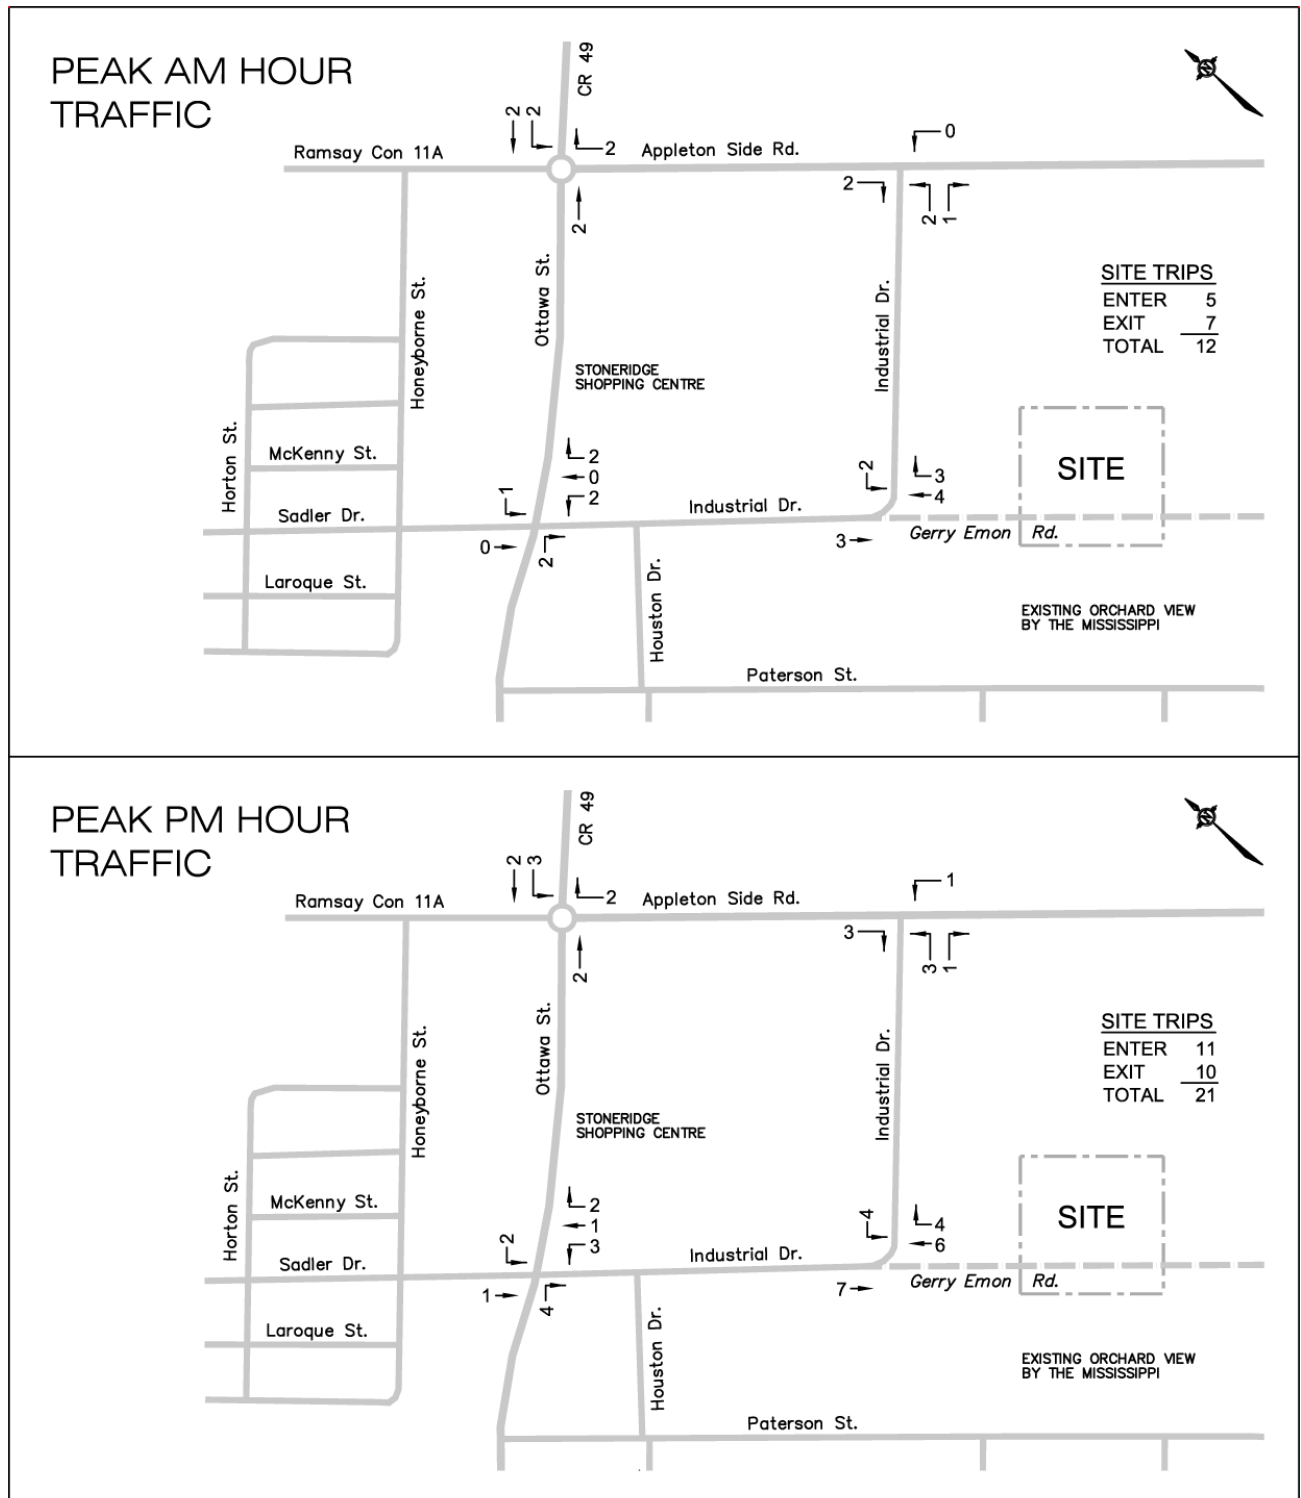 PEAK AM HOUR
TRAFFIC
CR 49
2
2
2
0
Ramsay Con 11A
Appleton Side Rd.
2
2
2
1
Ottawa St.
Honeyborne St.
Industrial Dr.
SITE TRIPS
ENTER 5
EXIT 7
TOTAL 12
STONERIDGE
SHOPPING CENTRE
Horton St.
McKenny St.
2
0
2
1
2
3
4
SITE
Sadler Dr.
Industrial Dr.
0
2
3
Gerry Emon Rd.
Laroque St.
Houston Dr.
EXISTING ORCHARD VIEW
BY THE MISSISSIPPI
Paterson St.
PEAK PM HOUR
TRAFFIC
CR 49
2
3
2
1
Ramsay Con 11A
Appleton Side Rd.
2
3
3
1
Ottawa St.
Honeyborne St.
Industrial Dr.
SITE TRIPS
ENTER 11
EXIT 10
TOTAL 21
STONERIDGE
SHOPPING CENTRE
Horton St.
McKenny St.
2
1
3
2
4
4
6
SITE
Sadler Dr.
Industrial Dr.
1
4
7
Gerry Emon Rd.
Laroque St.
Houston Dr.
EXISTING ORCHARD VIEW
BY THE MISSISSIPPI
Paterson St.